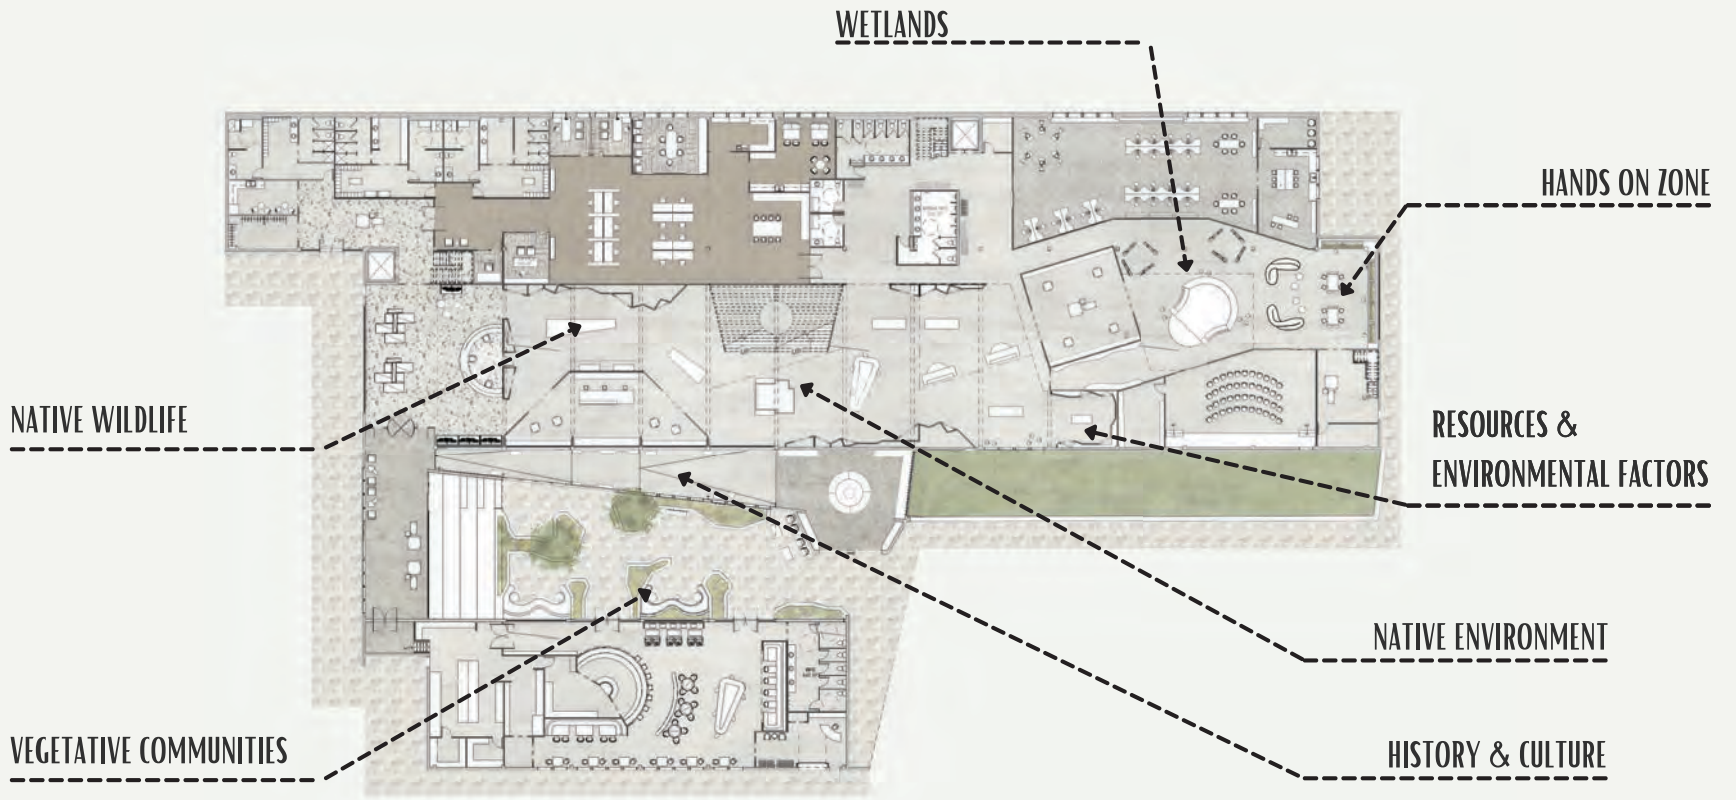 WETLANDS
HANDS ON ZONE
NATIVE WILDLIFE
RESOURCES &
ENVIRONMENTAL FACTORS
NATIVE ENVIRONMENT
VEGETATIVE COMMUNITIES
HISTORY & CULTURE